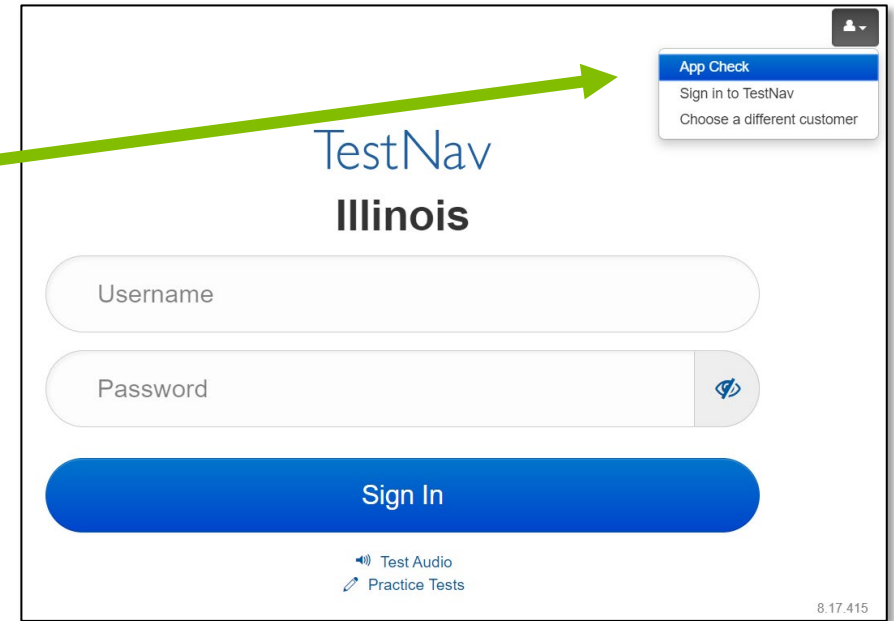 App Check
Sign in to TestNav
Choose a different customer
TestNav
Illinois
Username
Password
Sign In
Test Audio
Practice Tests
8.17.415